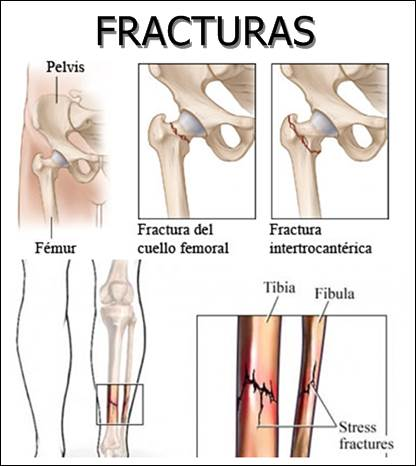 FRACTURAS
Pelvis
Fémur
Fractura del
cuello femoral
Fractura
intertrocantérica
Tibia
Fibula
Stress
fractures